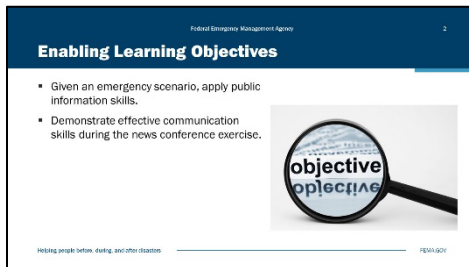 Federal Emergency Management Agency
2
Enabling Learning Objectives
▪ Given an emergency scenario, apply public
information skills.
▪ Demonstrate effective communication
skills during the news conference exercise.
objective
objective
Helping people before, during, and after disasters
FEMA.GOV